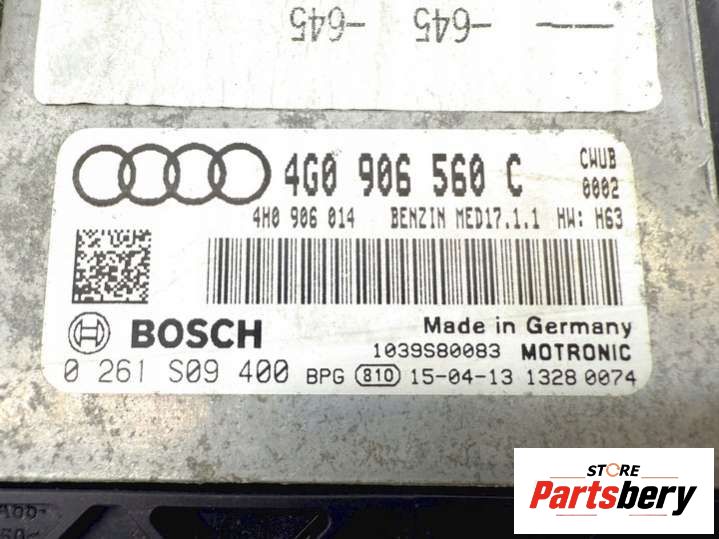 -645 -645
4G0 906 560 C CWUB
0002
4H0 906 014 BENZIN MED17.1.1 HW: H63
BOSCH Made in Germany
1039S80083 MOTRONIC
0 261 S09 400 BPG 810 15-04-13 1328 0074
STORE
Partsbery